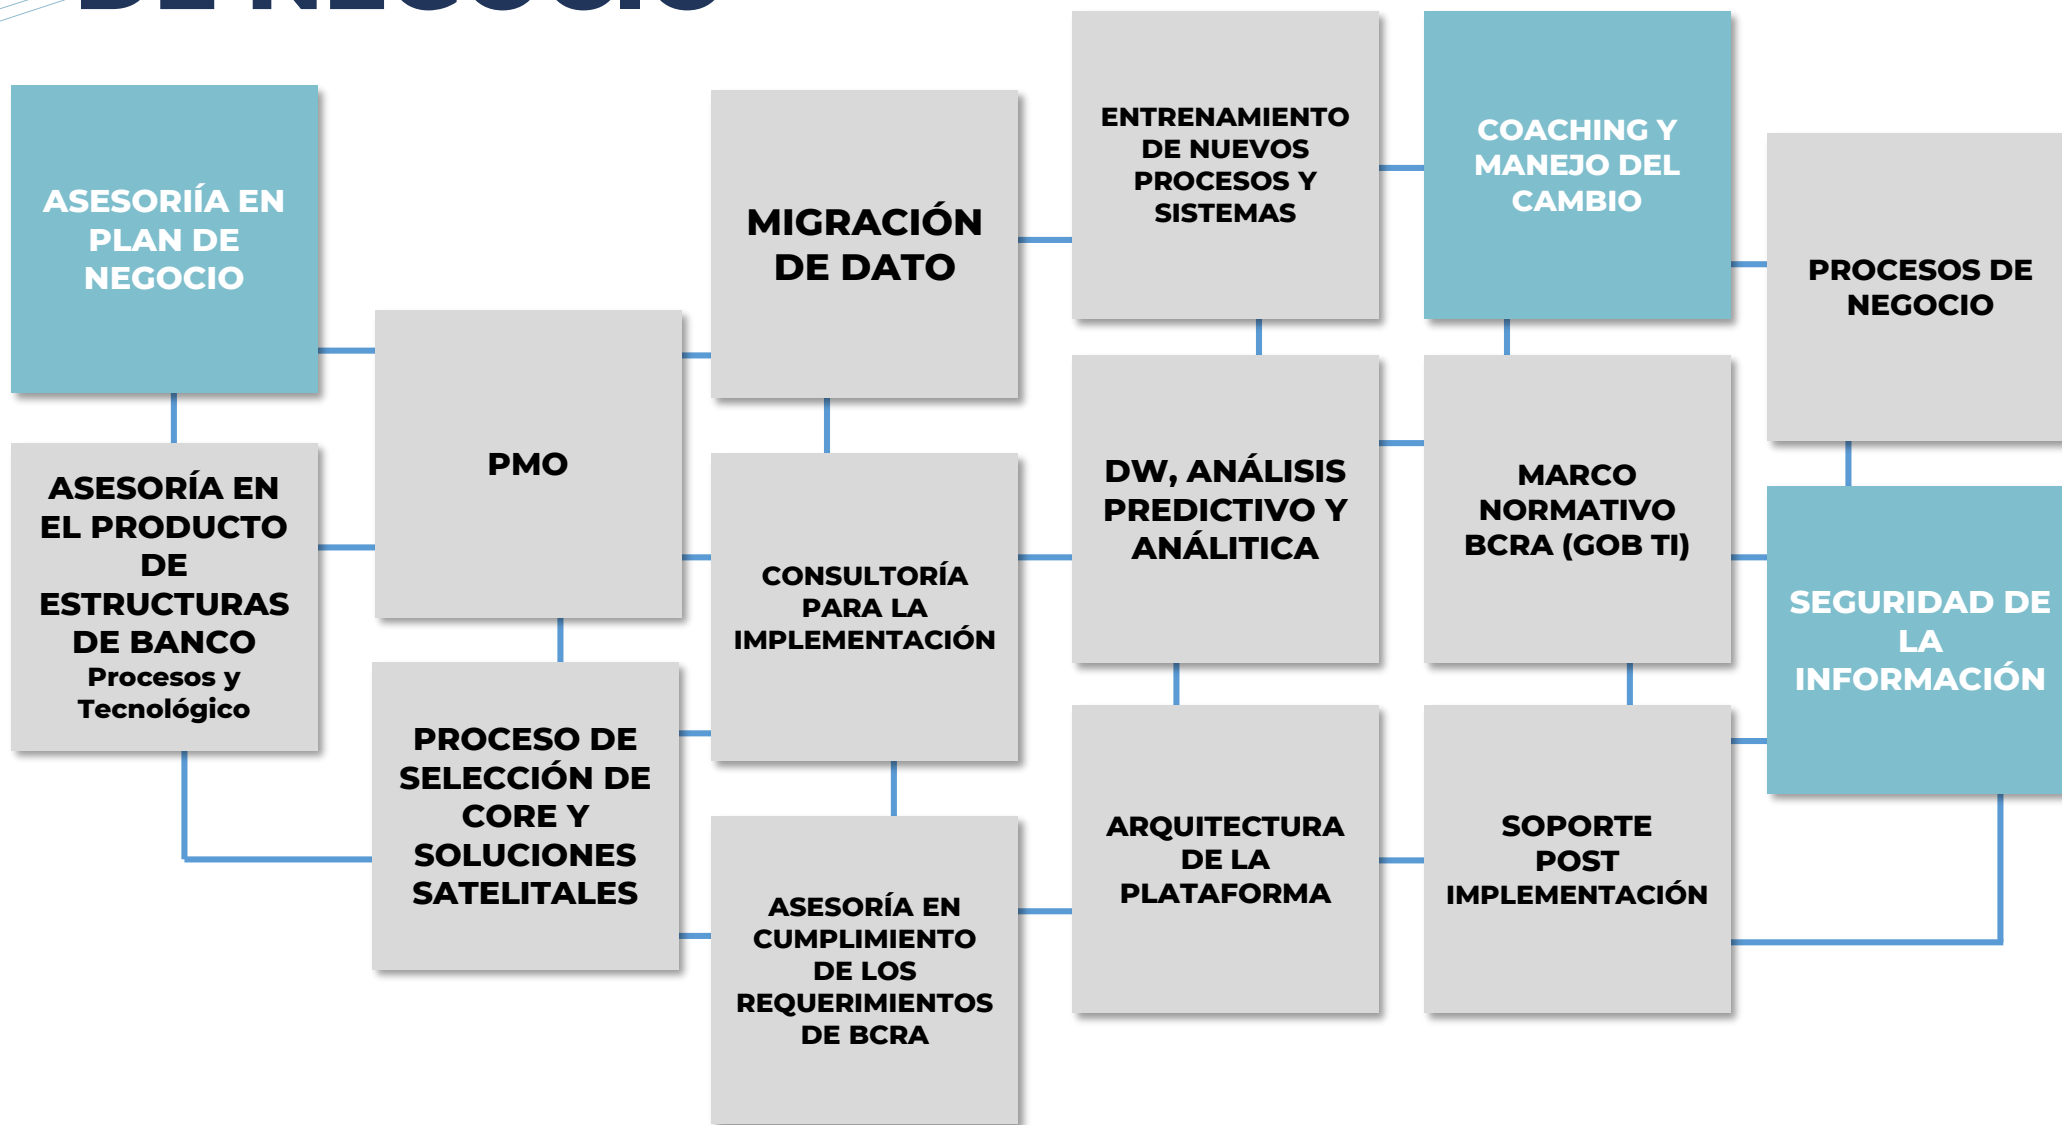 DE NEGOCIO
ASESORIÍA EN
PLAN DE
NEGOCIO
ASESORÍA EN
EL PRODUCTO
DE
ESTRUCTURAS
DE BANCO
Procesos y
Tecnológico
PMO
PROCESO DE
SELECCIÓN DE
CORE Y
SOLUCIONES
SATELITALES
MIGRACIÓN
DE DATO
CONSULTORÍA
PARA LA
IMPLEMENTACIÓN
ASESORÍA EN
CUMPLIMIENTO
DE LOS
REQUERIMIENTOS
DE BCRA
ENTRENAMIENTO
DE NUEVOS
PROCESOS Y
SISTEMAS
DW, ANÁLISIS
PREDICTIVO Y
ANÁLITICA
ARQUITECTURA
DE LA
PLATAFORMA
COACHING Y
MANEJO DEL
CAMBIO
MARCO
NORMATIVO
BCRA (GOB TI)
SOPORTE
POST
IMPLEMENTACIÓN
PROCESOS DE
NEGOCIO
SEGURIDAD DE
LA
INFORMACIÓN